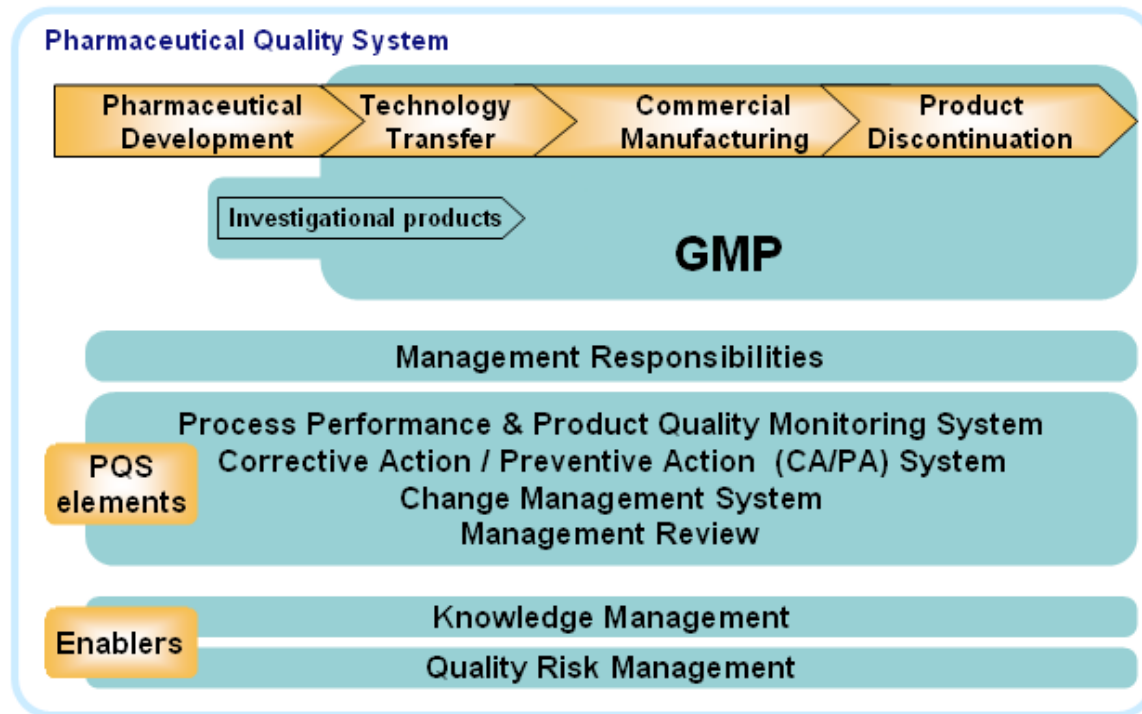 Pharmaceutical Quality System
Pharmaceutical
Development
Technology
Transfer
Commercial
Manufacturing
Product
Discontinuation
Investigational products
GMP
Management Responsibilities
PQS
elements
Process Performance & Product Quality Monitoring System
Corrective Action / Preventive Action (CA/PA) System
Change Management System
Management Review
Enablers
Knowledge Management
Quality Risk Management